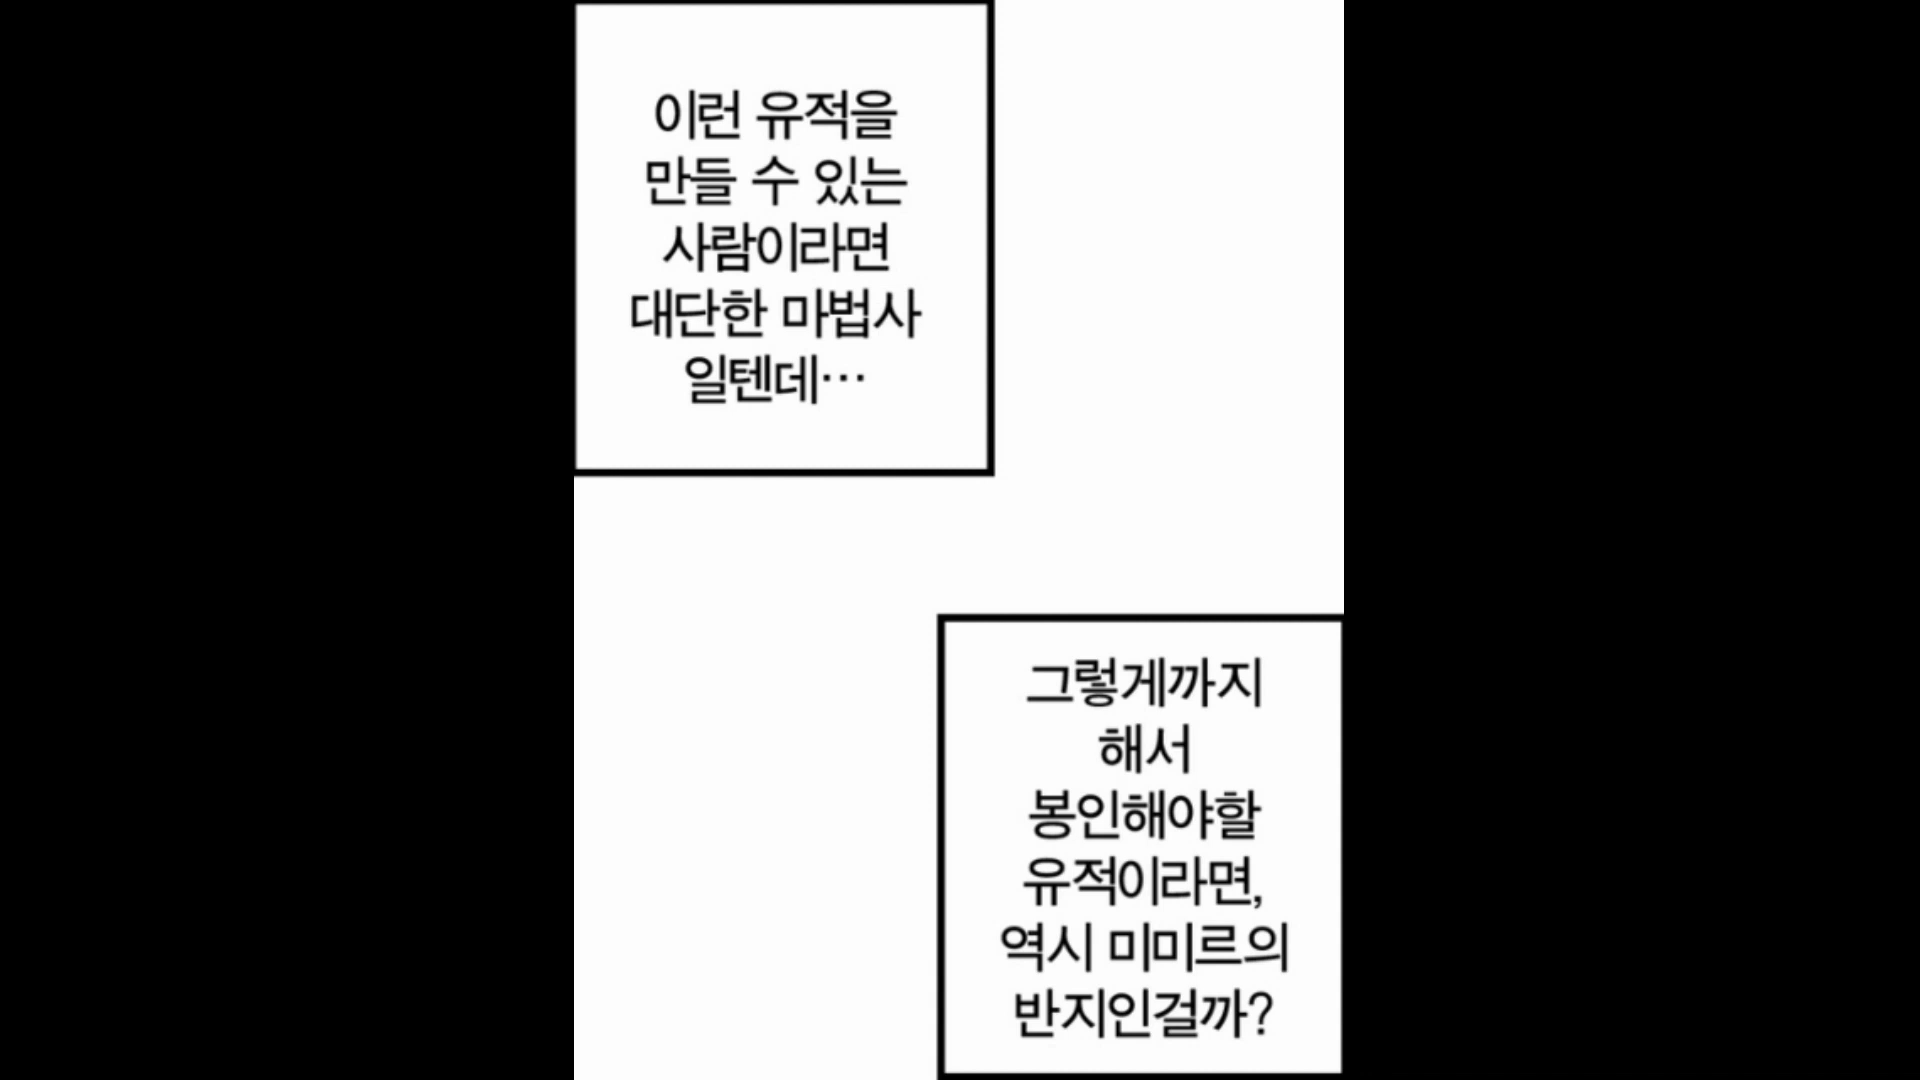 이런 유적을
만들 수 있는
사람이라면
대단한 마법사
일텐데…
그렇게까지
해서
봉인해야할
유적이라면,
역시 미미르의
반지인걸까?